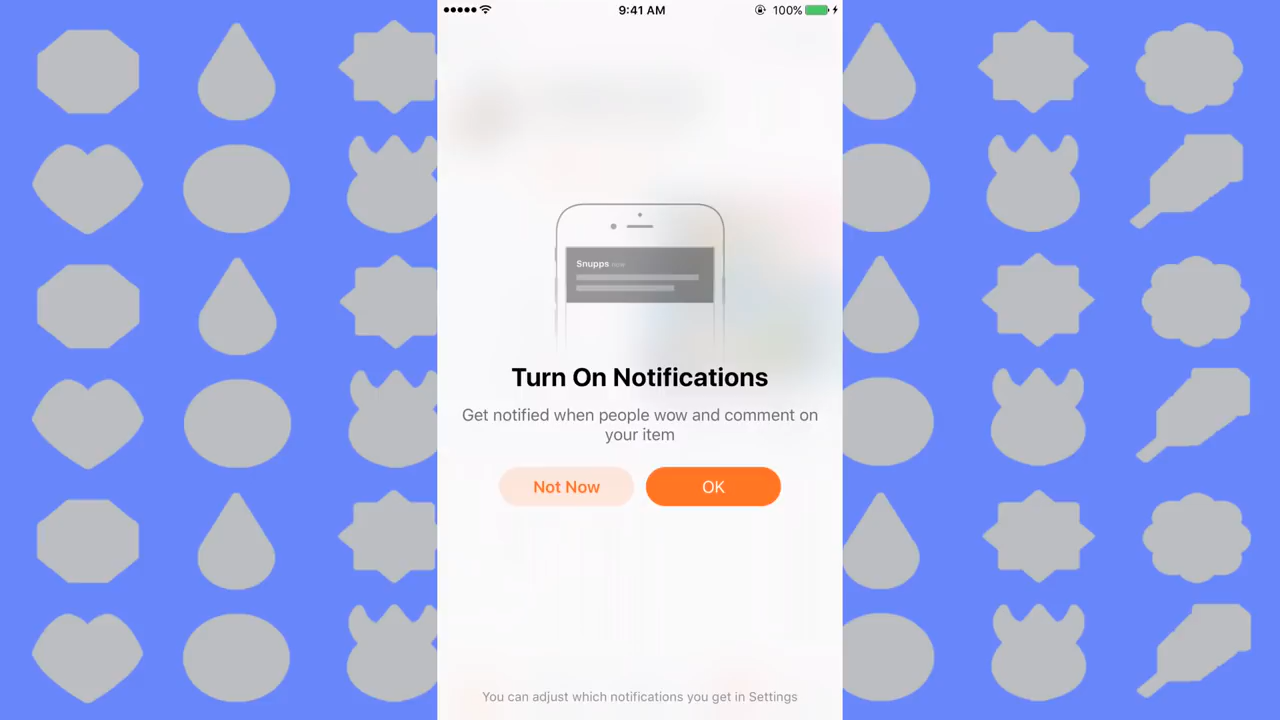 9:41 AM
100%
Snupps now
Turn On Notifications
Get notified when people wow and comment on
your item
Not Now
OK
You can adjust which notifications you get in Settings